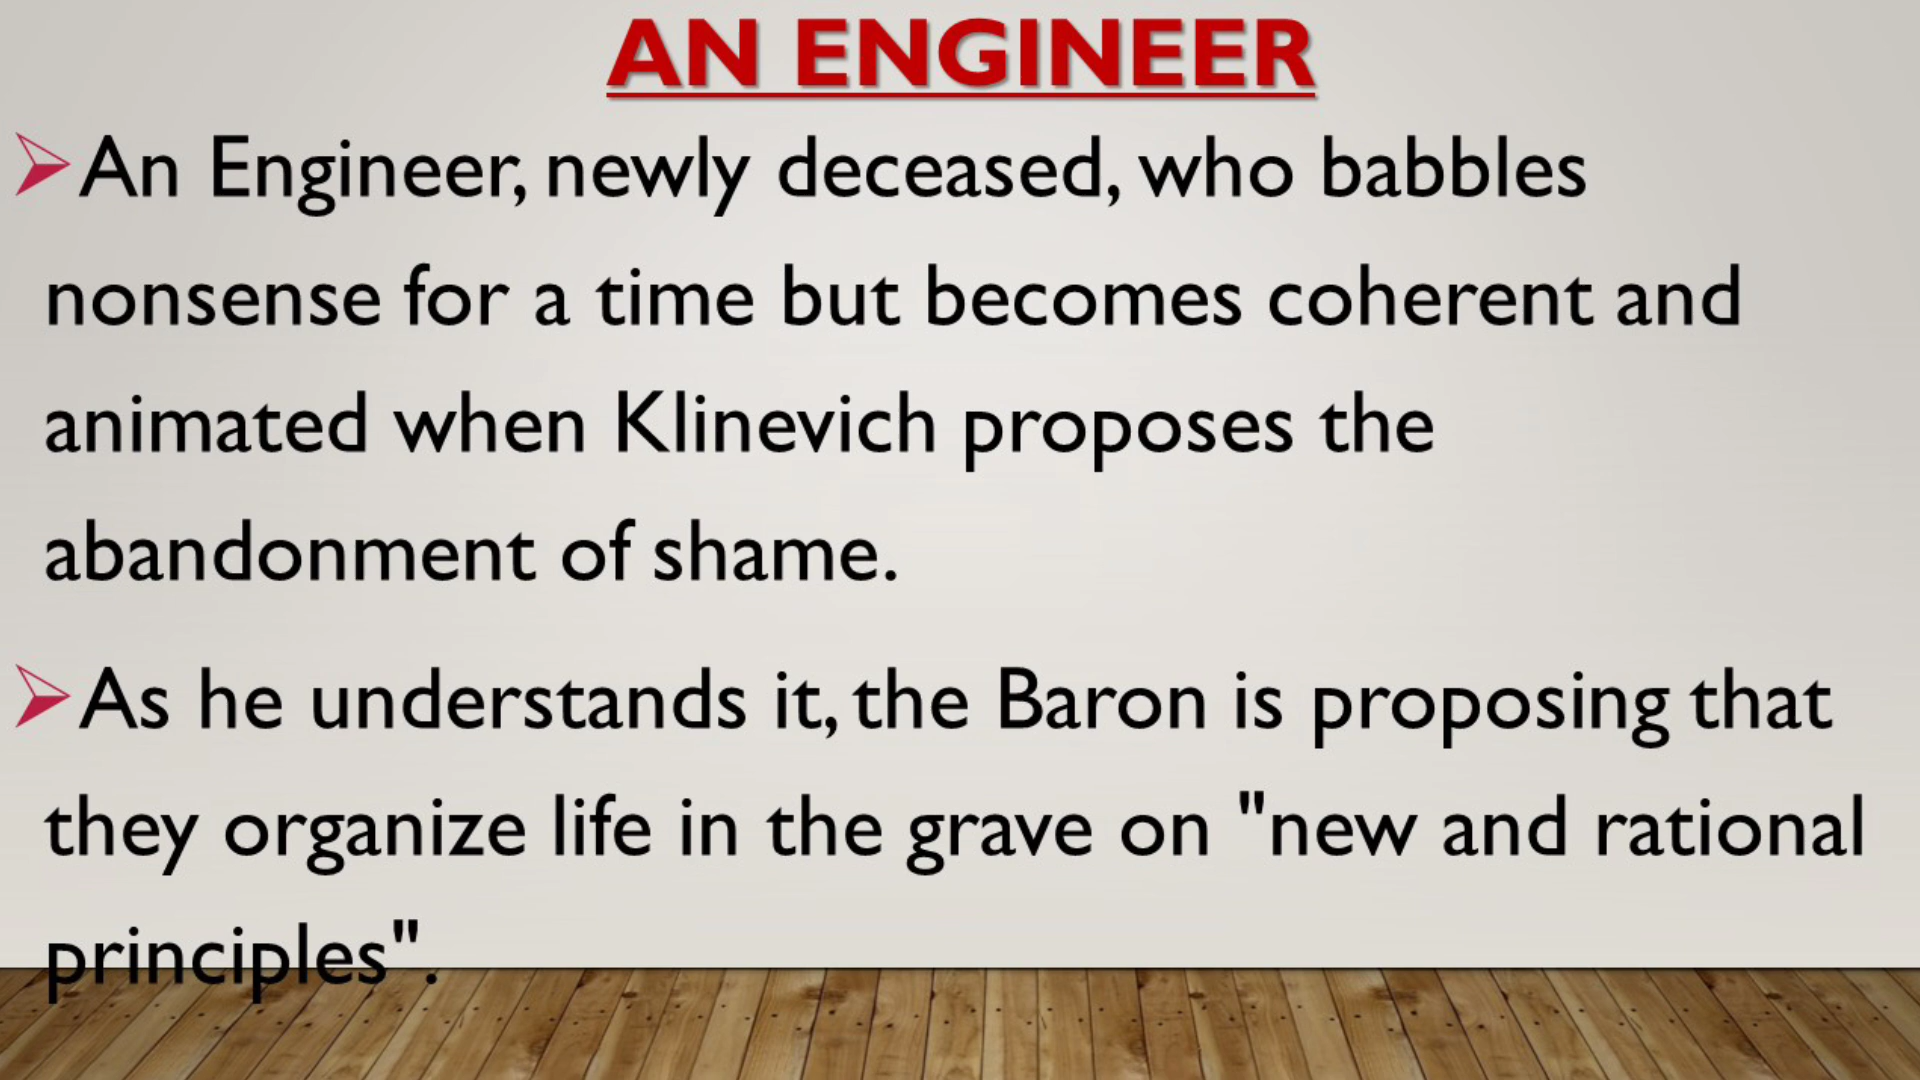 AN ENGINEER
➢An Engineer, newly deceased, who babbles
nonsense for a time but becomes coherent and
animated when Klinevich proposes the
abandonment of shame.
➢As he understands it, the Baron is proposing that
they organize life in the grave on "new and rational
principles".